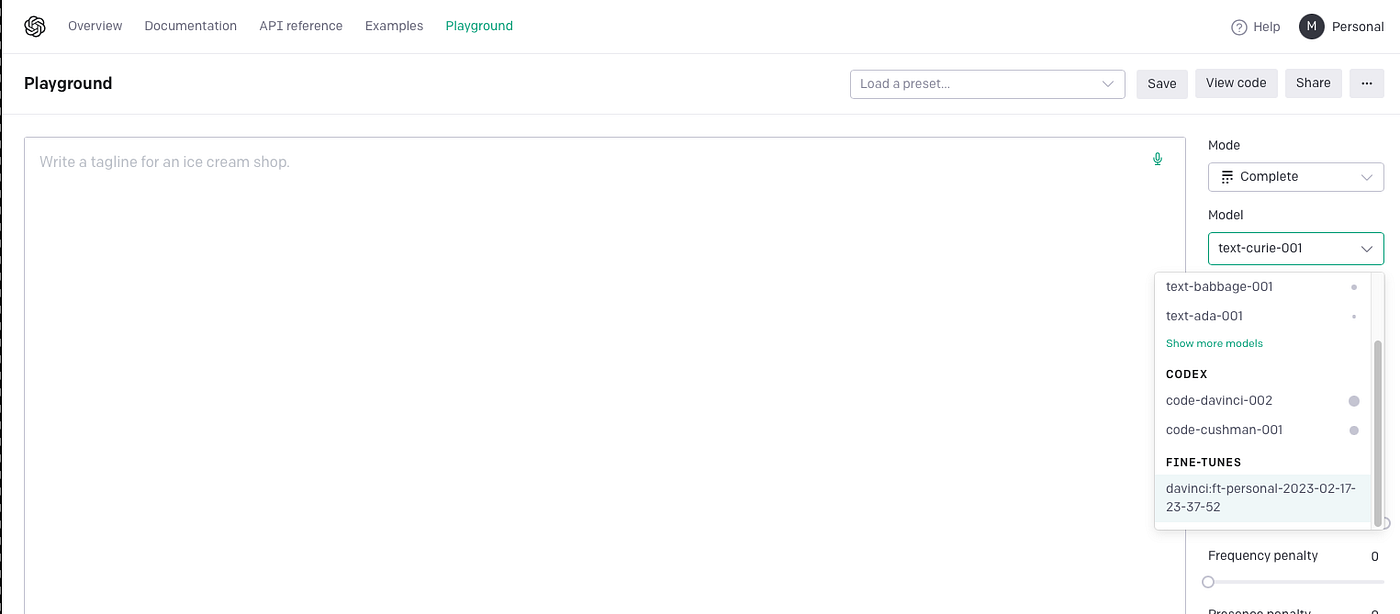 Overview Documentation API reference Examples Playground Help M Personal
Playground Load a preset... Save View code Share ...
Write a tagline for an ice cream shop.
Mode
Complete
Model
text-curie-001
text-babbage-001
text-ada-001
Show more models
CODEX
code-davinci-002
code-cushman-001
FINE-TUNES
davinci:ft-personal-2023-02-17-
23-37-52
Frequency penalty 0
Presence penalty 0